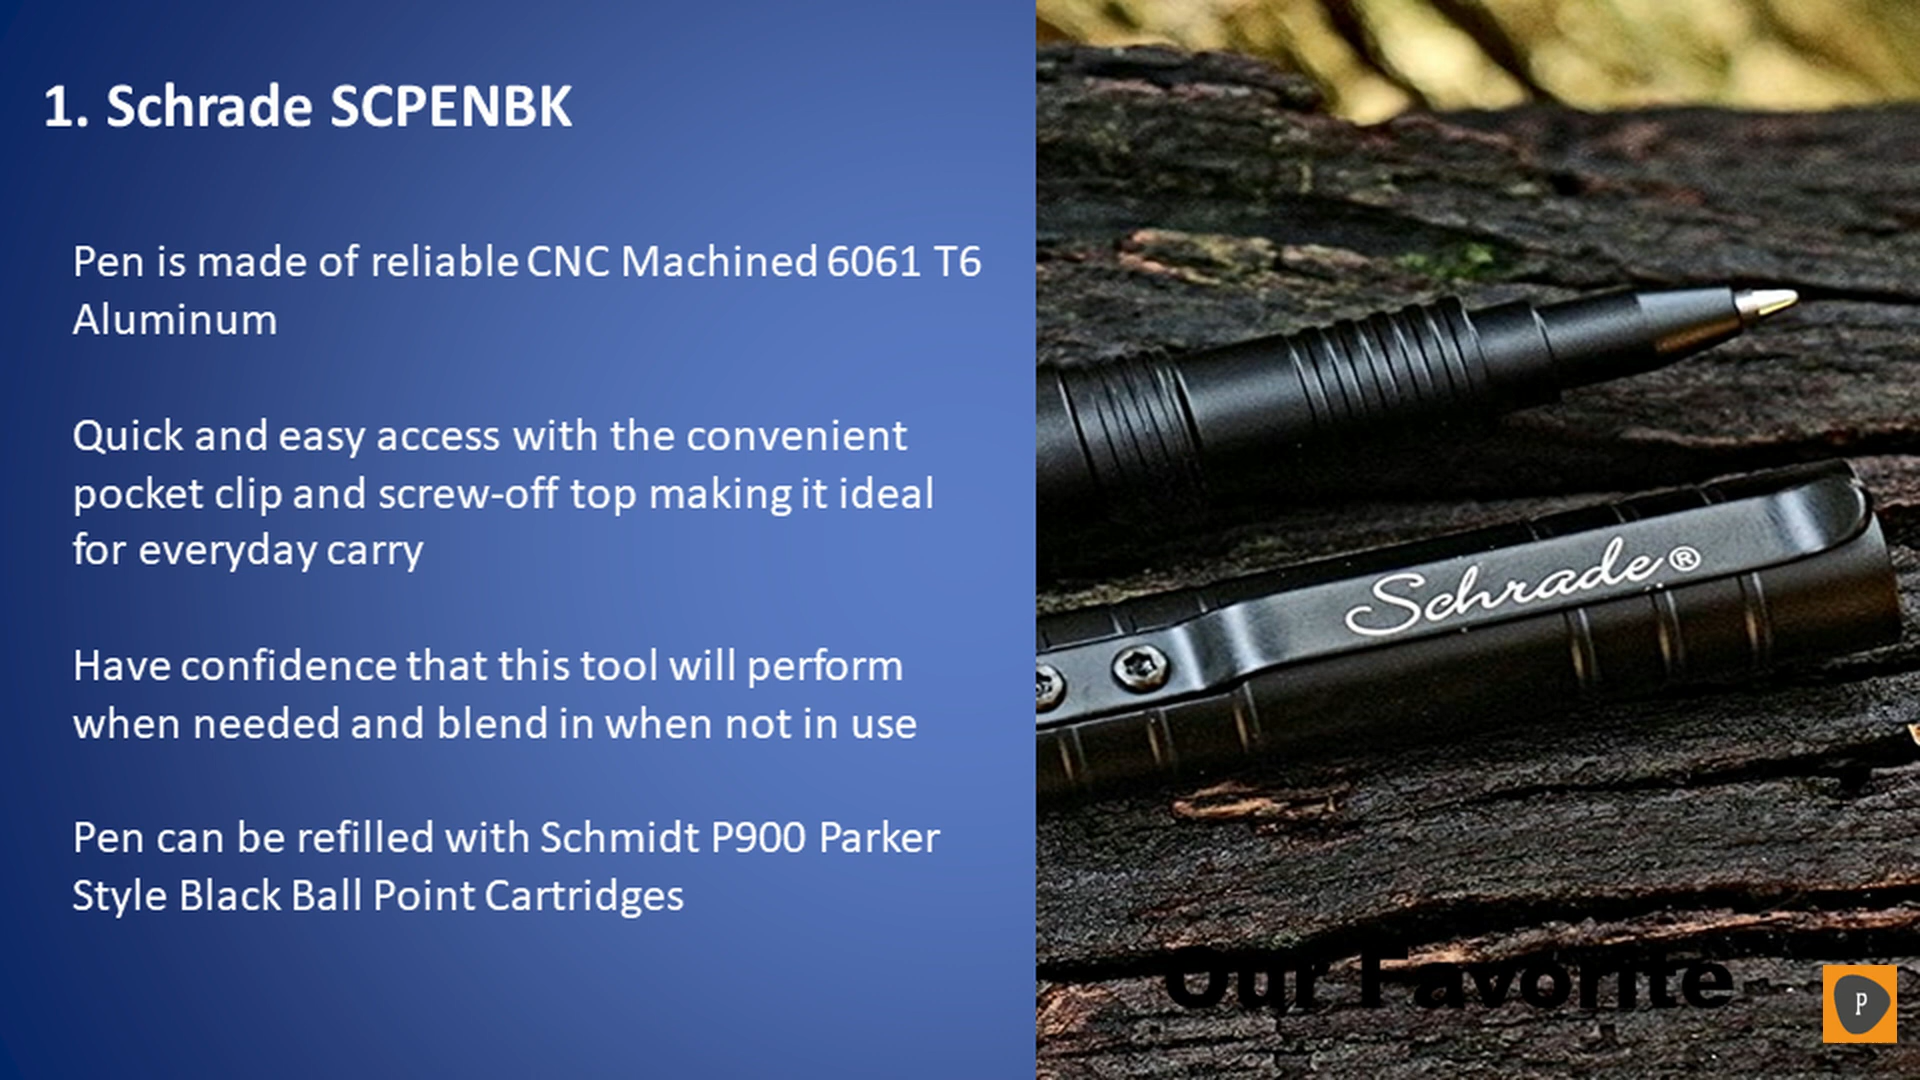 1. Schrade SCPENBK
Pen is made of reliable CNC Machined 6061 T6
Aluminum
Quick and easy access with the convenient
pocket clip and screw-off top making it ideal
for everyday carry
Have confidence that this tool will perform
when needed and blend in when not in use
Pen can be refilled with Schmidt P900 Parker
Style Black Ball Point Cartridges
Schrade®
Our Favorite
P